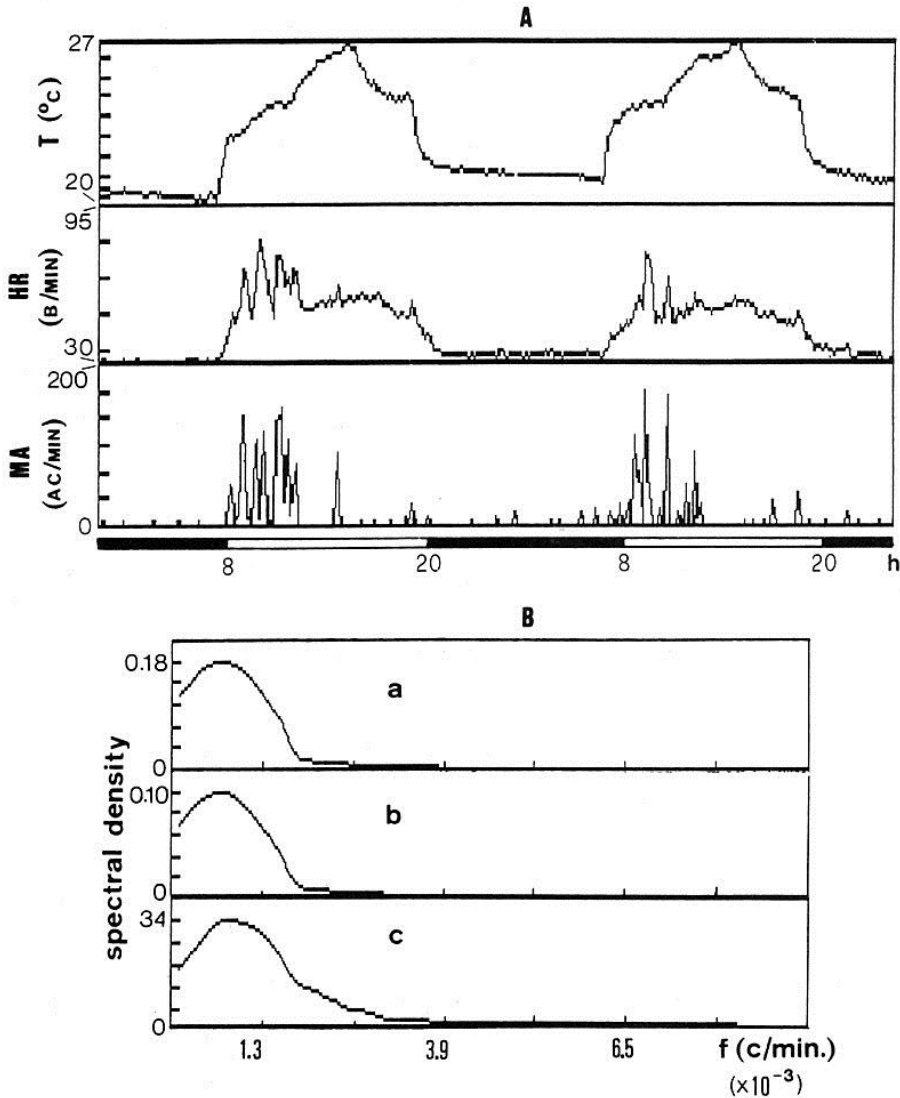 A
27
T (°C)
20
95
HR
(B/MIN)
30
200
MA
(AC/MIN)
0
8 20 8 20 h
B
0.18
a
0
0.10
b
0
34
c
0
spectral density
1.3 3.9 6.5 f (c/min.)
(×10⁻³)